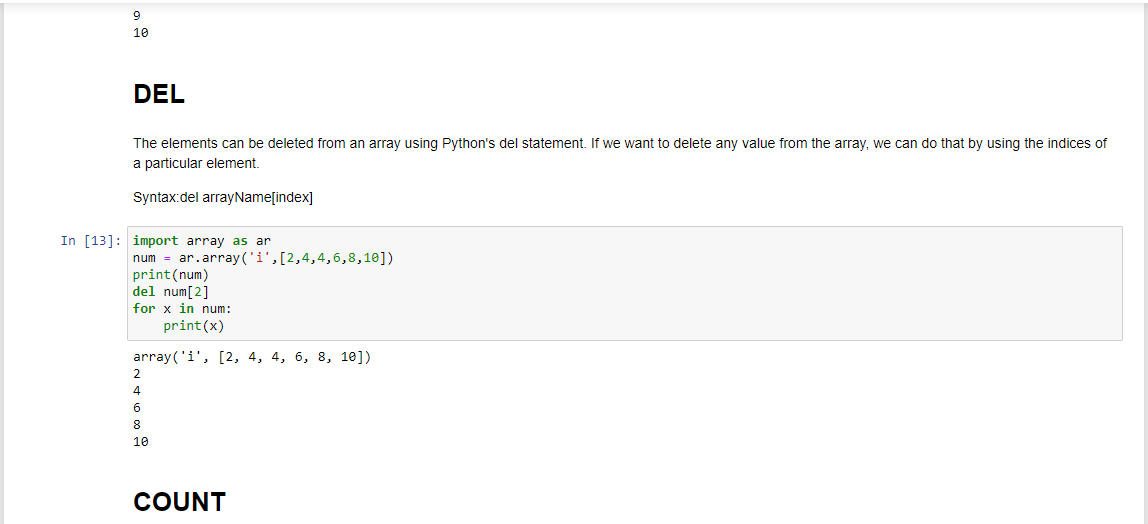 9
10
DEL
The elements can be deleted from an array using Python's del statement. If we want to delete any value from the array, we can do that by using the indices of
a particular element.
Syntax:del arrayName[index]
In [13]: import array as ar
num = ar.array('i',[2,4,4,6,8,10])
print(num)
del num[2]
for x in num:
    print(x)
array('i', [2, 4, 4, 6, 8, 10])
2
4
6
8
10
COUNT